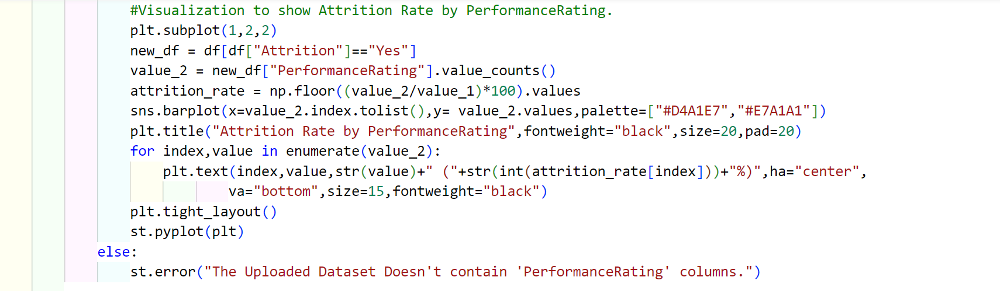 #Visualization to show Attrition Rate by PerformanceRating.
plt.subplot(1,2,2)
new_df = df[df["Attrition"]=="Yes"]
value_2 = new_df["PerformanceRating"].value_counts()
attrition_rate = np.floor((value_2/value_1)*100).values
sns.barplot(x=value_2.index.tolist(),y= value_2.values,palette=["#D4A1E7","#E7A1A1"])
plt.title("Attrition Rate by PerformanceRating",fontweight="black",size=20,pad=20)
for index,value in enumerate(value_2):
    plt.text(index,value,str(value)+" ("+str(int(attrition_rate[index]))+"%)",ha="center",
            va="bottom",size=15,fontweight="black")
plt.tight_layout()
st.pyplot(plt)
else:
st.error("The Uploaded Dataset Doesn't contain 'PerformanceRating' columns.")